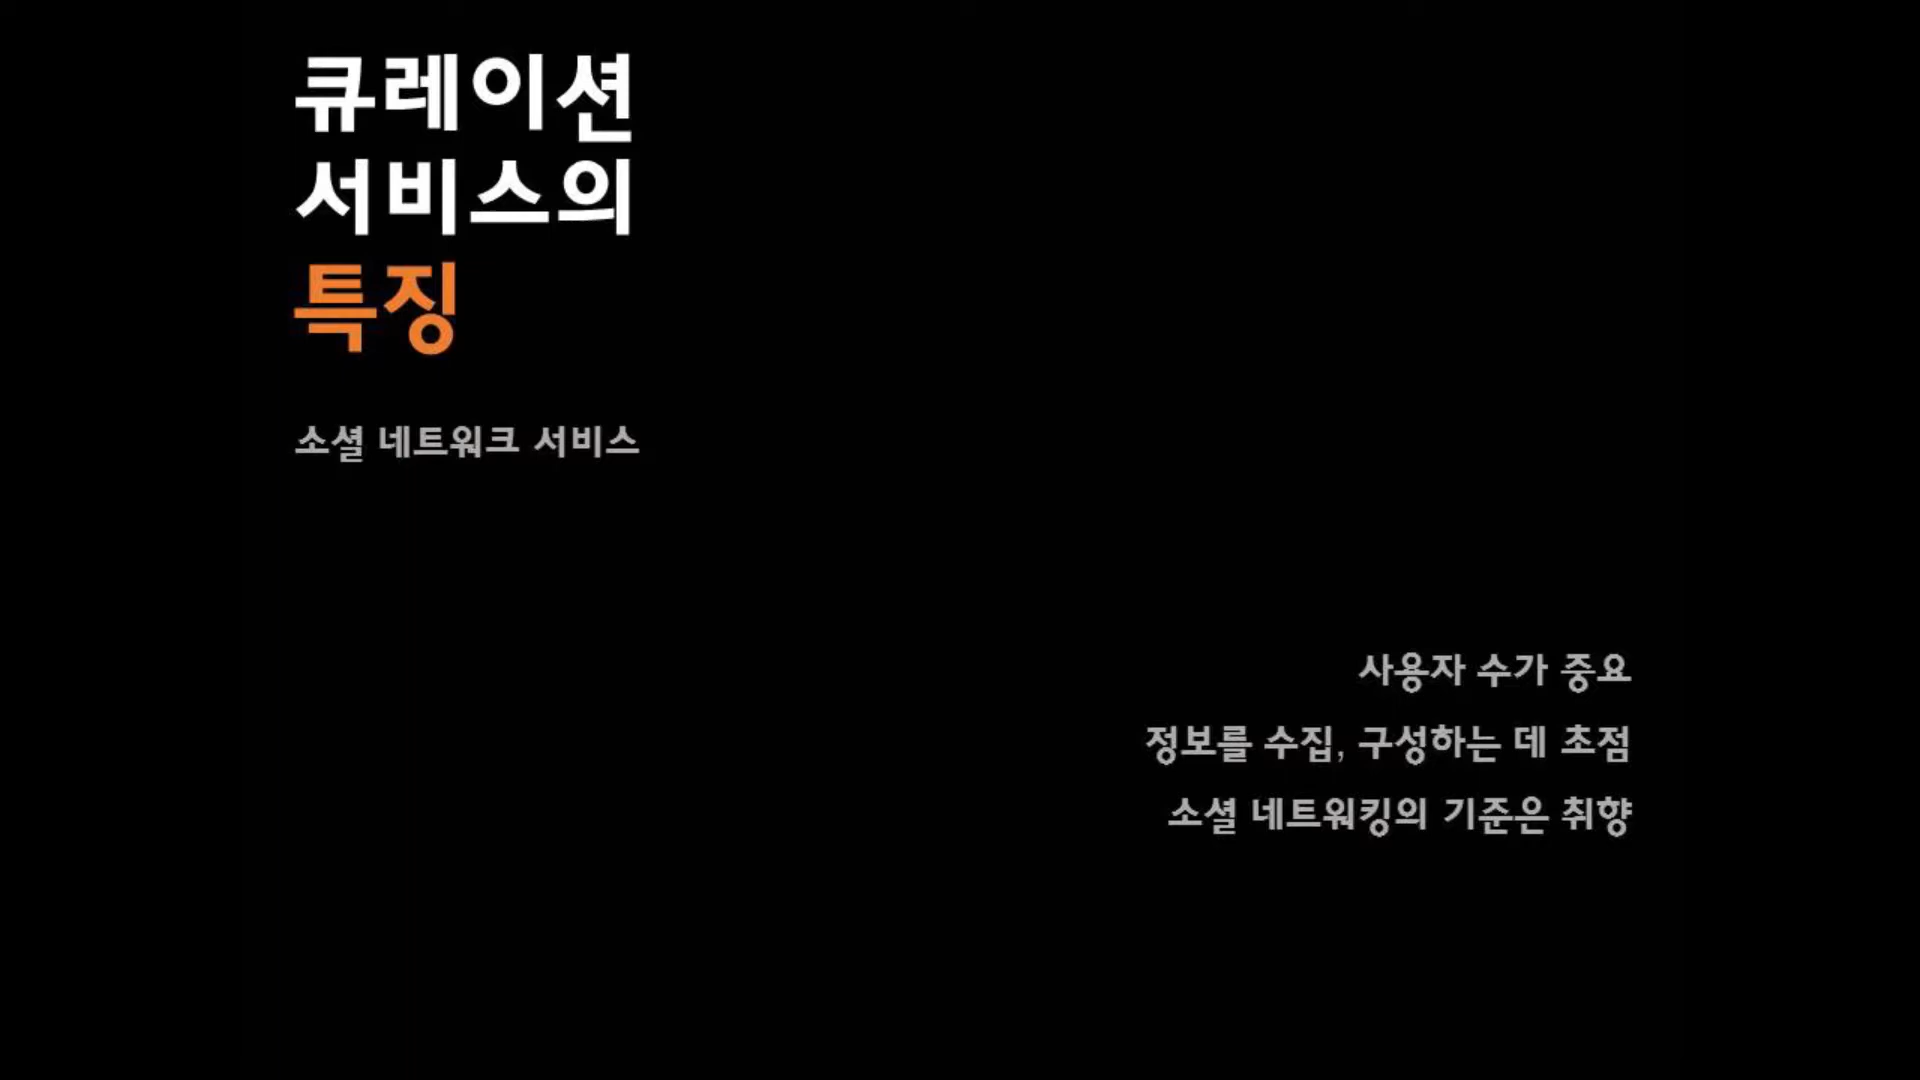 큐레이션
서비스의
특징
소셜 네트워크 서비스
사용자 수가 중요
정보를 수집, 구성하는 데 초점
소셜 네트워킹의 기준은 취향